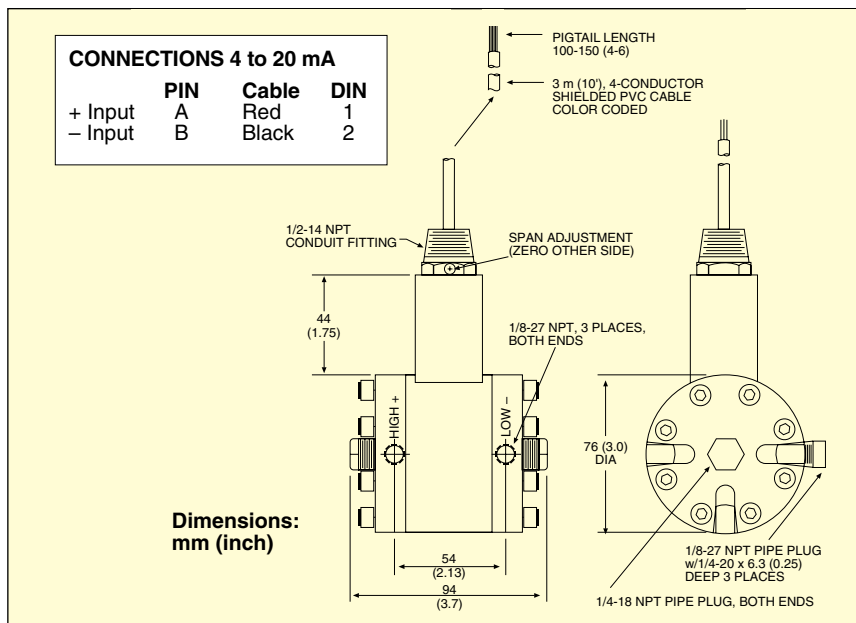 CONNECTIONS 4 to 20 mA
PIN Cable DIN
+ Input A Red 1
– Input B Black 2
PIGTAIL LENGTH
100-150 (4-6)
3 m (10'), 4-CONDUCTOR
SHIELDED PVC CABLE
COLOR CODED
1/2-14 NPT
CONDUIT FITTING
SPAN ADJUSTMENT
(ZERO OTHER SIDE)
44
(1.75)
1/8-27 NPT, 3 PLACES,
BOTH ENDS
HIGH +
LOW –
76 (3.0)
DIA
Dimensions:
mm (inch)
54
(2.13)
94
(3.7)
1/8-27 NPT PIPE PLUG
w/1/4-20 x 6.3 (0.25)
DEEP 3 PLACES
1/4-18 NPT PIPE PLUG, BOTH ENDS